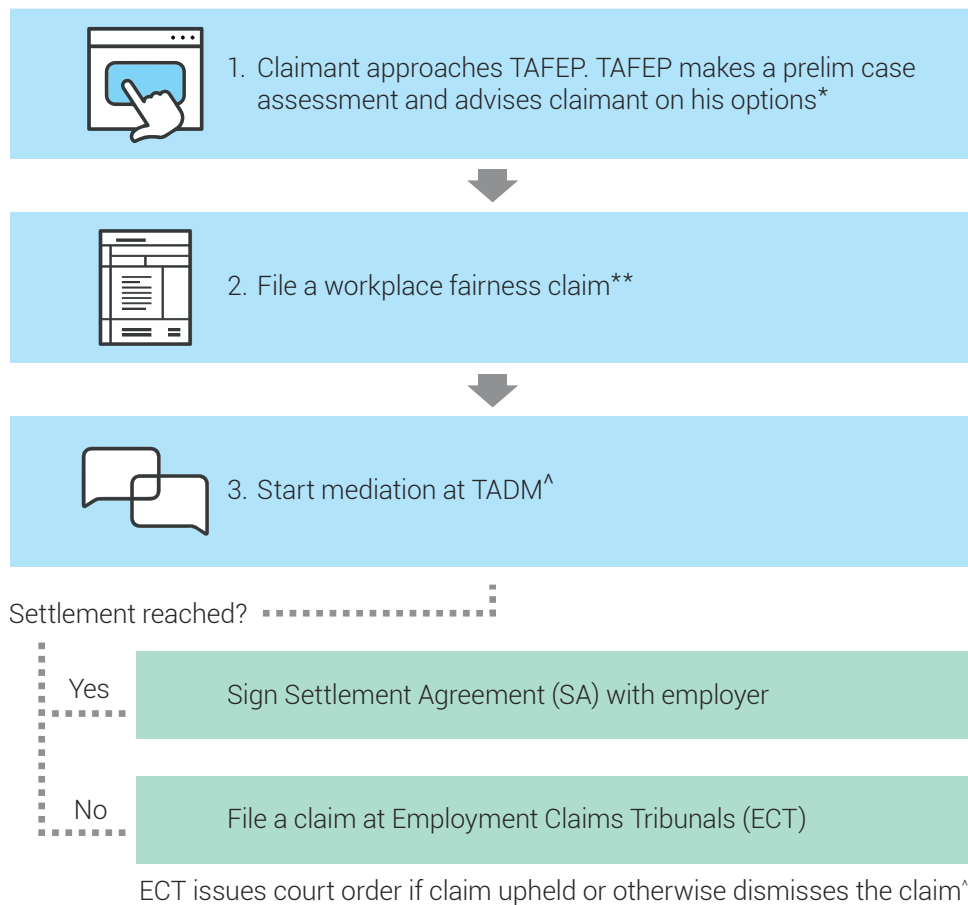 1. Claimant approaches TAFEP. TAFEP makes a prelim case
assessment and advises claimant on his options*
2. File a workplace fairness claim**
3. Start mediation at TADM^
Settlement reached?
Yes
Sign Settlement Agreement (SA) with employer
No
File a claim at Employment Claims Tribunals (ECT)
ECT issues court order if claim upheld or otherwise dismisses the claim^